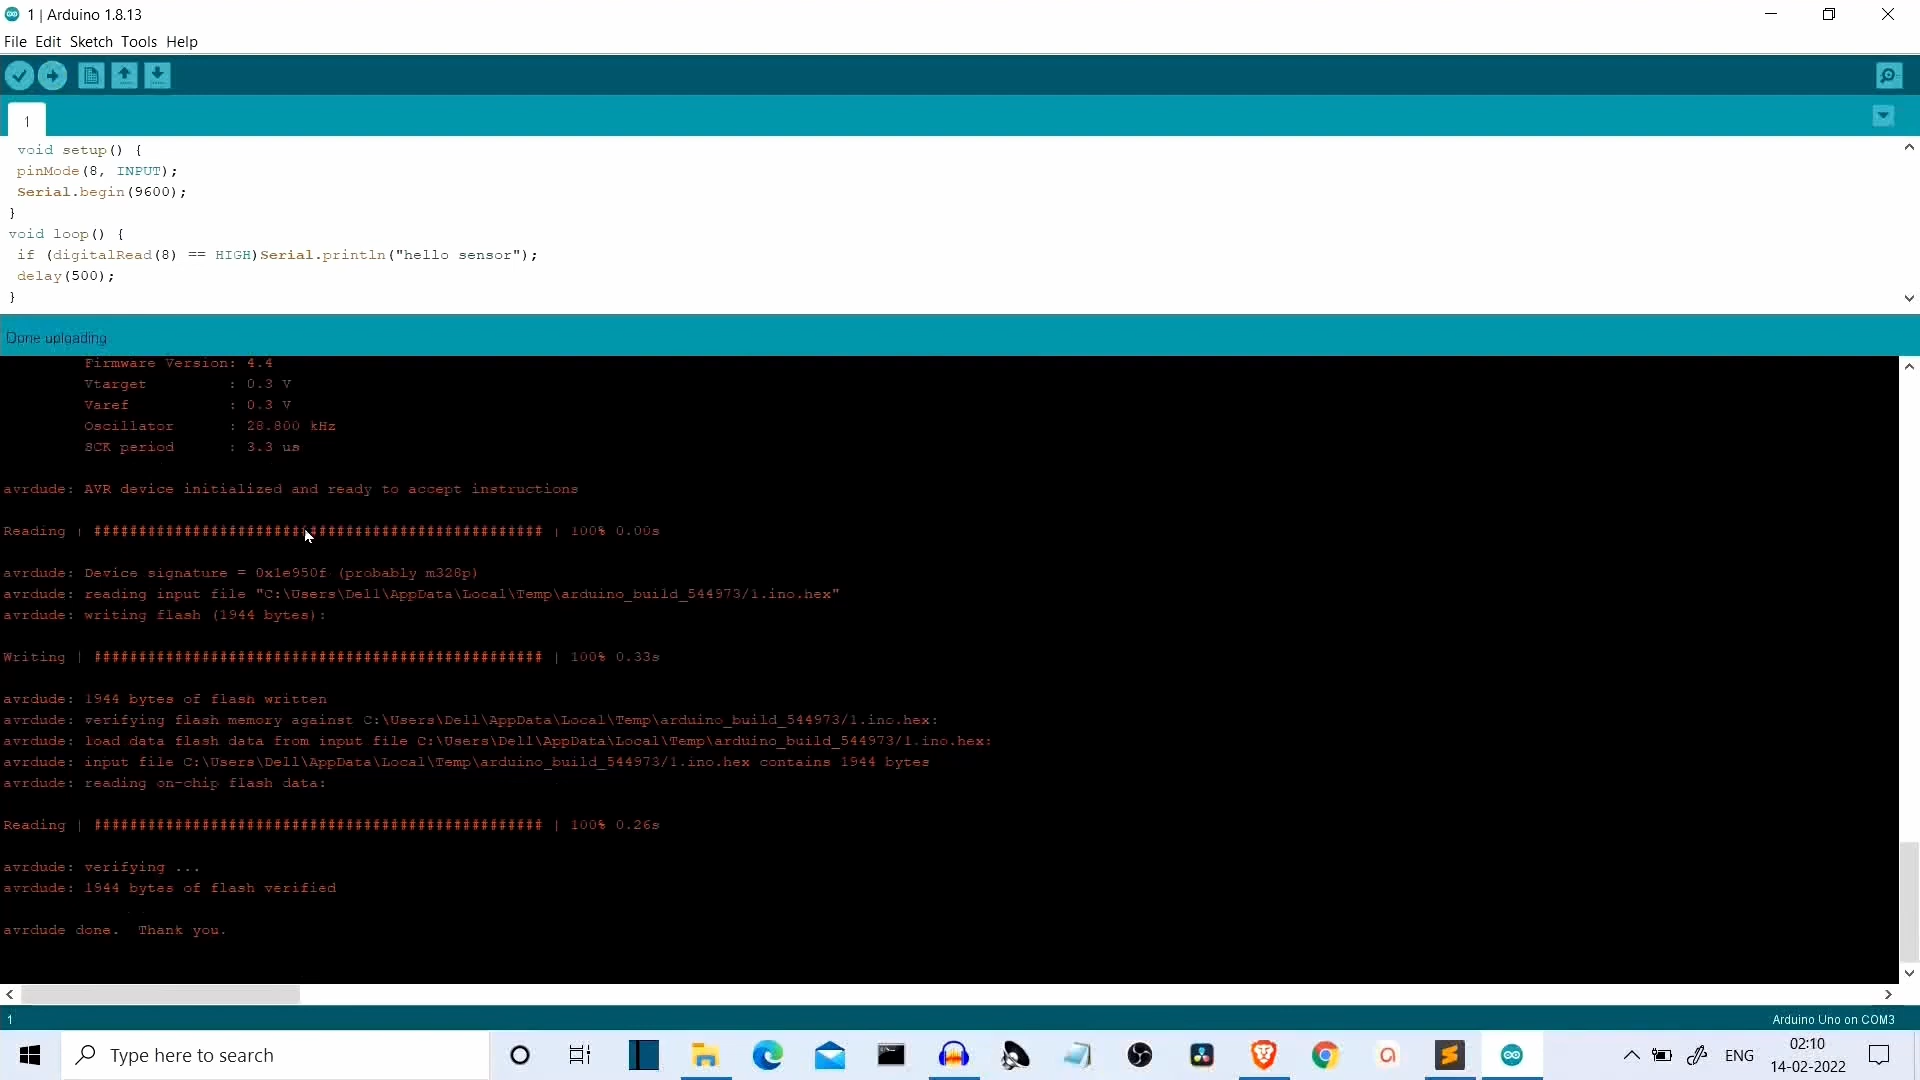 1 | Arduino 1.8.13
File Edit Sketch Tools Help
1
void setup() {
pinMode(8, INPUT);
Serial.begin(9600);
}
void loop() {
if (digitalRead(8) == HIGH)Serial.println("hello sensor");
delay(500);
}
Done uploading.
Firmware Version: 4.4
Vtarget : 0.3 V
Varef : 0.3 V
Oscillator : 28.800 kHz
SCK period : 3.3 us
avrdude: AVR device initialized and ready to accept instructions
Reading | ################################################## | 100% 0.00s
avrdude: Device signature = 0x1e950f (probably m328p)
avrdude: reading input file "C:\Users\Dell\AppData\Local\Temp\arduino_build_544973/1.ino.hex"
avrdude: writing flash (1944 bytes):
Writing | ################################################## | 100% 0.33s
avrdude: 1944 bytes of flash written
avrdude: verifying flash memory against C:\Users\Dell\AppData\Local\Temp\arduino_build_544973/1.ino.hex:
avrdude: load data flash data from input file C:\Users\Dell\AppData\Local\Temp\arduino_build_544973/1.ino.hex:
avrdude: input file C:\Users\Dell\AppData\Local\Temp\arduino_build_544973/1.ino.hex contains 1944 bytes
avrdude: reading on-chip flash data:
Reading | ################################################## | 100% 0.26s
avrdude: verifying ...
avrdude: 1944 bytes of flash verified
avrdude done. Thank you.
1
Arduino Uno on COM3
Type here to search
ENG
02:10
14-02-2022